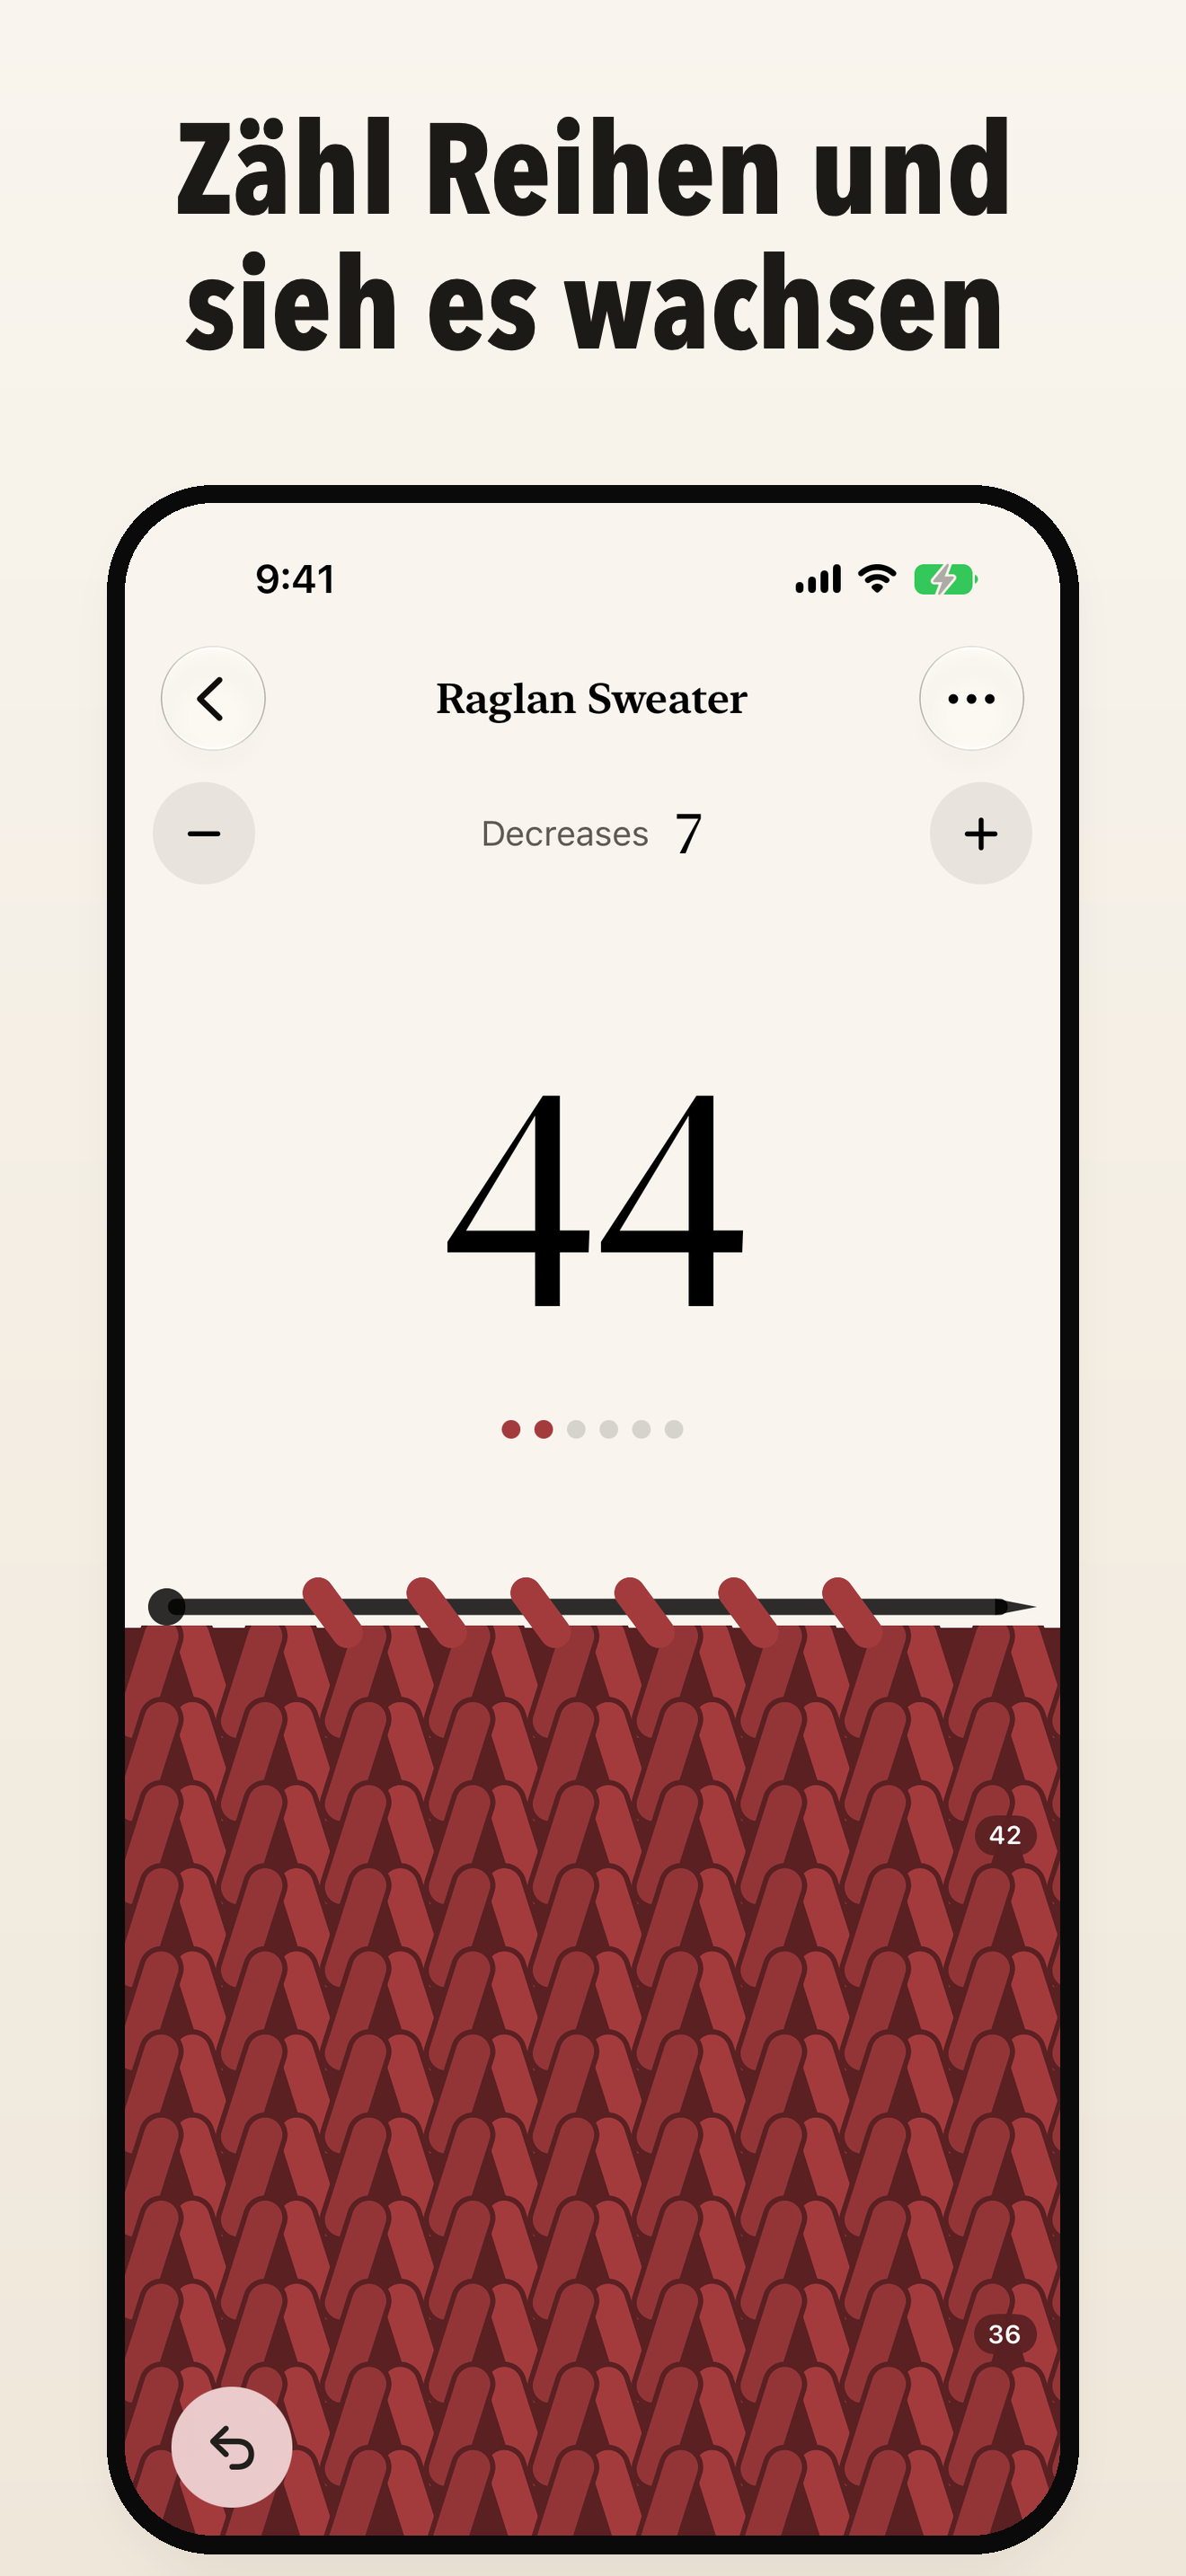 Zähl Reihen und
sieh es wachsen
9:41
Raglan Sweater
Decreases 7
44
42
36